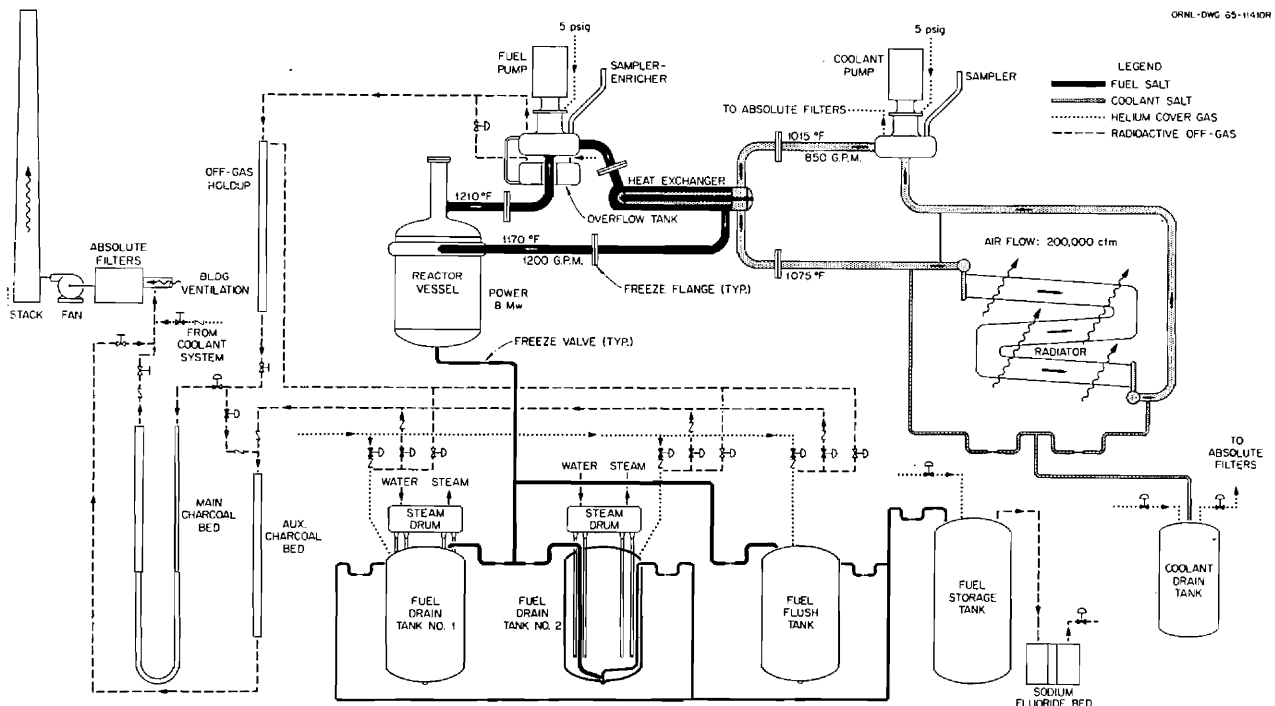 ORNL-DWG 65-11410R
5 psig
5 psig
FUEL
PUMP
SAMPLER-
ENRICHER
COOLANT
PUMP
SAMPLER
LEGEND
FUEL SALT
COOLANT SALT
HELIUM COVER GAS
RADIOACTIVE OFF-GAS
TO ABSOLUTE FILTERS
1015 °F
850 G.P.M.
OFF-GAS
HOLDUP
HEAT EXCHANGER
1210 °F
OVERFLOW TANK
1170 °F
1200 G.P.M.
1075 °F
AIR FLOW: 200,000 cfm
ABSOLUTE
FILTERS
BLDG
VENTILATION
REACTOR
VESSEL
POWER
8 Mw
FREEZE FLANGE (TYP.)
STACK
FAN
FROM
COOLANT
SYSTEM
FREEZE VALVE (TYP.)
RADIATOR
TO
ABSOLUTE
FILTERS
WATER
STEAM
WATER
STEAM
MAIN
CHARCOAL
BED
AUX.
CHARCOAL
BED
STEAM
DRUM
STEAM
DRUM
FUEL
DRAIN
TANK NO. 1
FUEL
DRAIN
TANK NO. 2
FUEL
FLUSH
TANK
FUEL
STORAGE
TANK
COOLANT
DRAIN
TANK
SODIUM
FLUORIDE BED